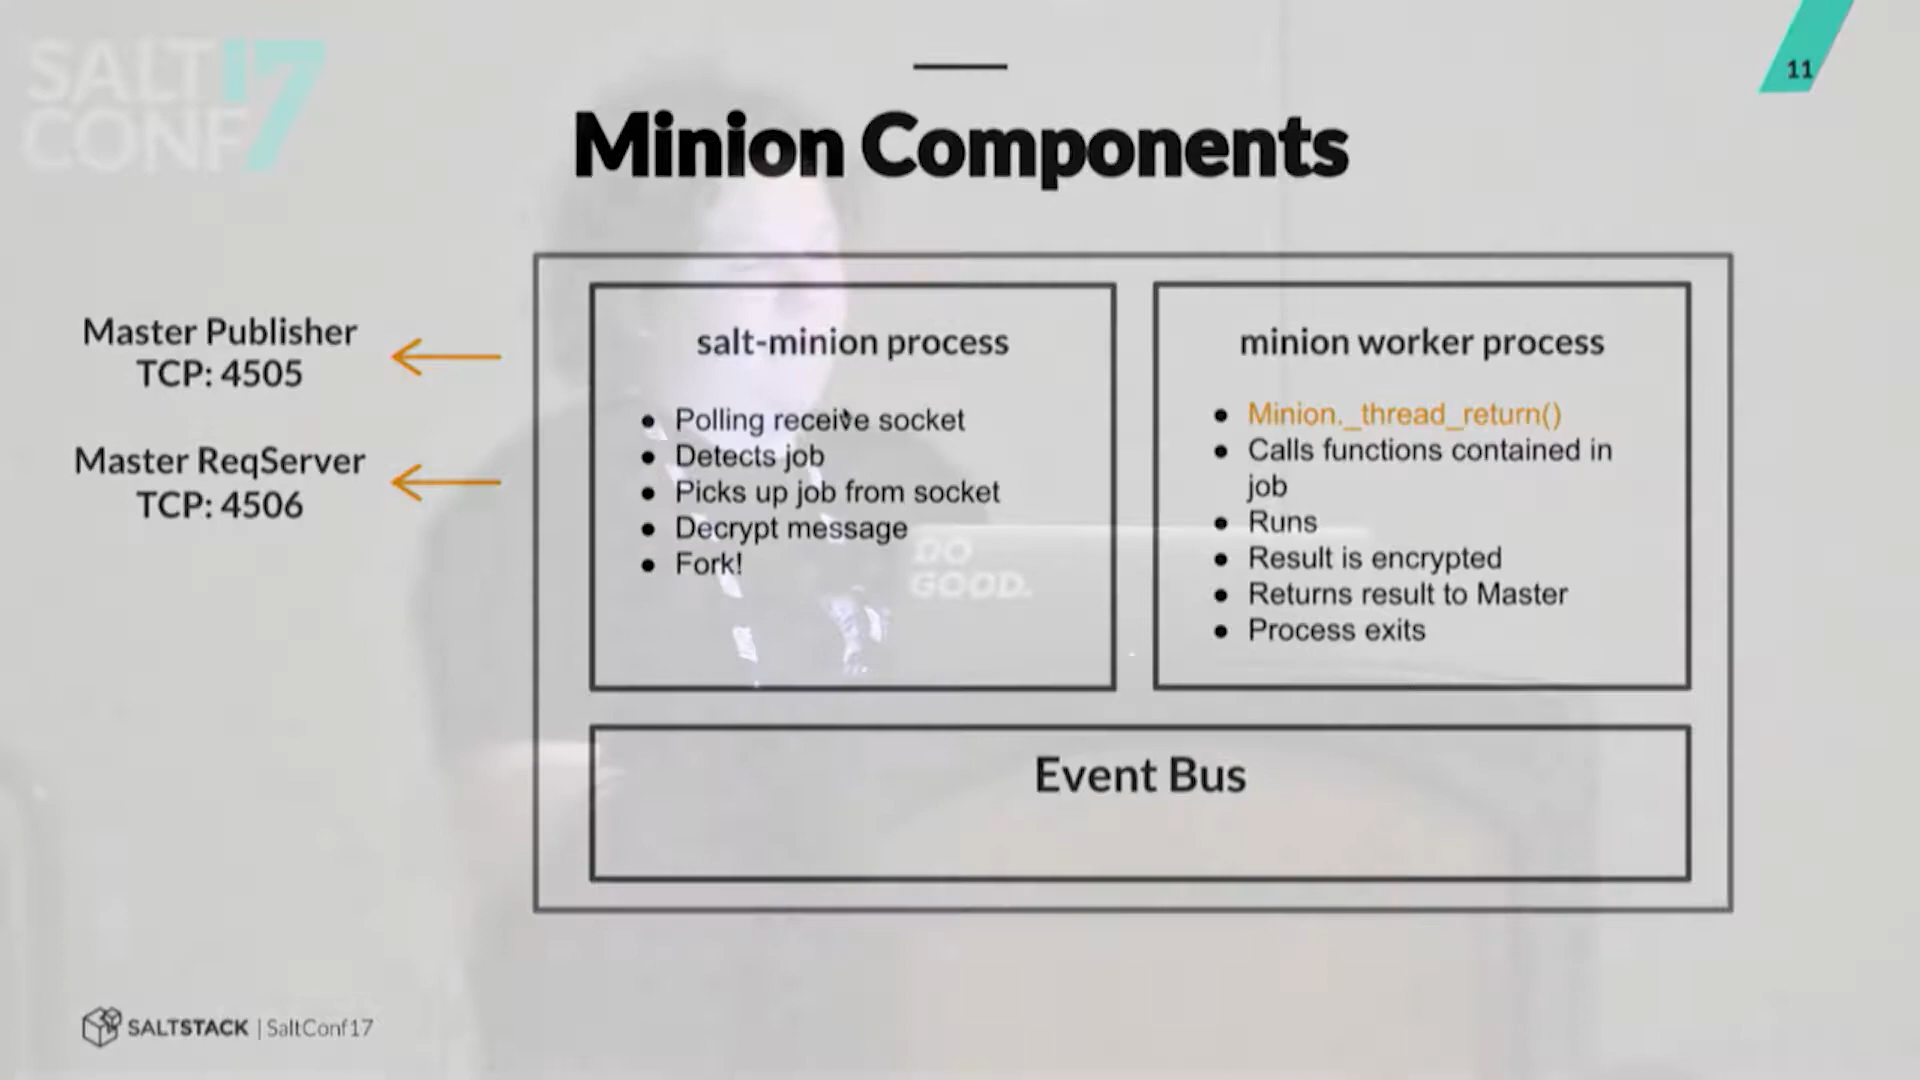 SALT
CONF17
11
Minion Components
Master Publisher
TCP: 4505
Master ReqServer
TCP: 4506
salt-minion process
Polling receive socket
Detects job
Picks up job from socket
Decrypt message
Fork!
DO
GOOD.
minion worker process
Minion._thread_return()
Calls functions contained in
job
Runs
Result is encrypted
Returns result to Master
Process exits
Event Bus
SALTSTACK | SaltConf17